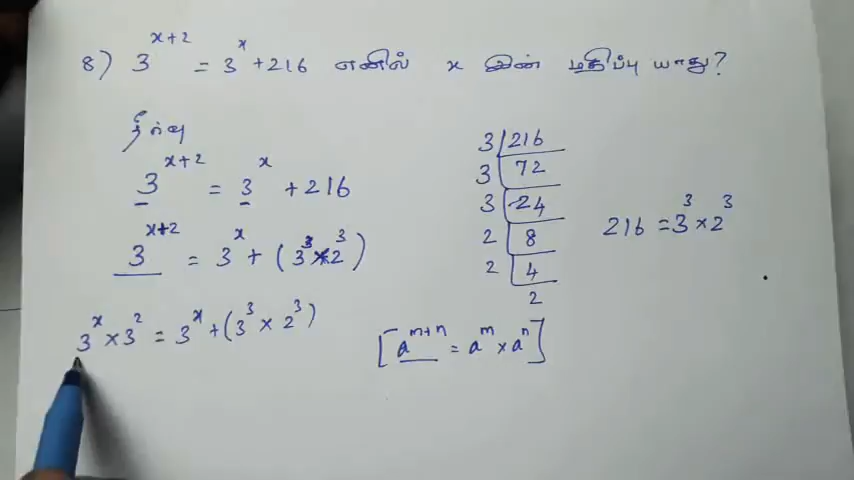 8) 3^{x+2} = 3^x + 216 எனில் x இன் மதிப்பு யாது?
தீர்வு
3^{x+2} = 3^x + 216
3^{x+2} = 3^x + (3^3 × 2^3)
3^x × 3^2 = 3^x + (3^3 × 2^3)
3 | 216
3 | 72
3 | 24
2 | 8
2 | 4
2
216 = 3^3 × 2^3
[a^{m+n} = a^m × a^n]